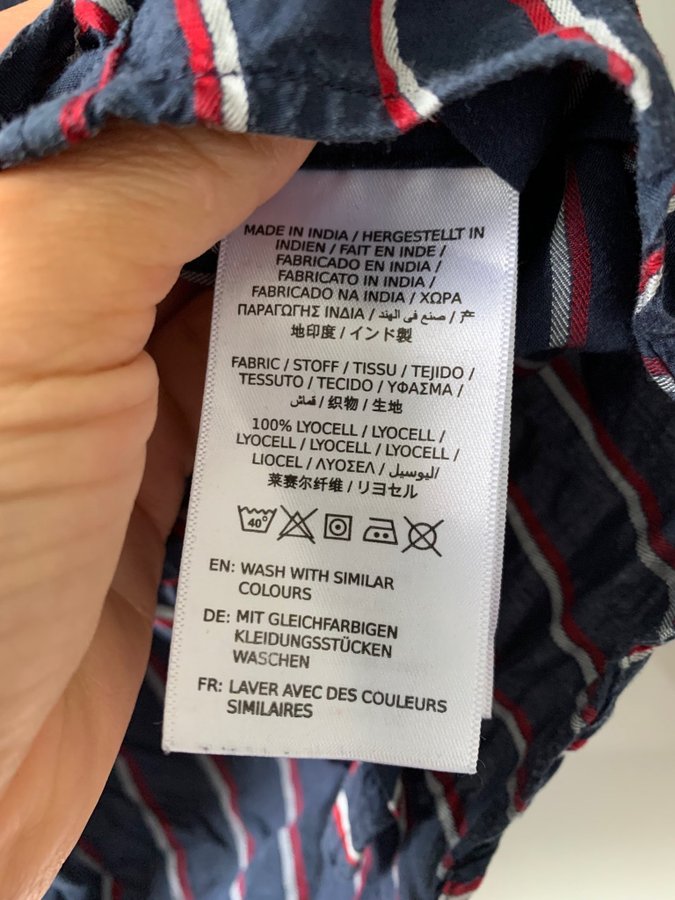 MADE IN INDIA / HERGESTELLT IN
INDIEN / FAIT EN INDE /
FABRICADO EN INDIA /
FABRICATO IN INDIA /
FABRICADO NA INDIA / ΧΩΡΑ
ΠΑΡΑΓΩΓΗΣ ΙΝΔΙΑ / صنع في الهند / 产
地印度 / インド製
FABRIC / STOFF / TISSU / TEJIDO /
TESSUTO / TECIDO / ΥΦΑΣΜΑ /
قماش / 织物 / 生地
100% LYOCELL / LYOCELL /
LYOCELL / LYOCELL / LYOCELL /
LIOCEL / ΛΥΟΣΕΛ / ليوسيل/
莱赛尔纤维 / リヨセル
40°
EN: WASH WITH SIMILAR
COLOURS
DE: MIT GLEICHFARBIGEN
KLEIDUNGSSTÜCKEN
WASCHEN
FR: LAVER AVEC DES COULEURS
SIMILAIRES